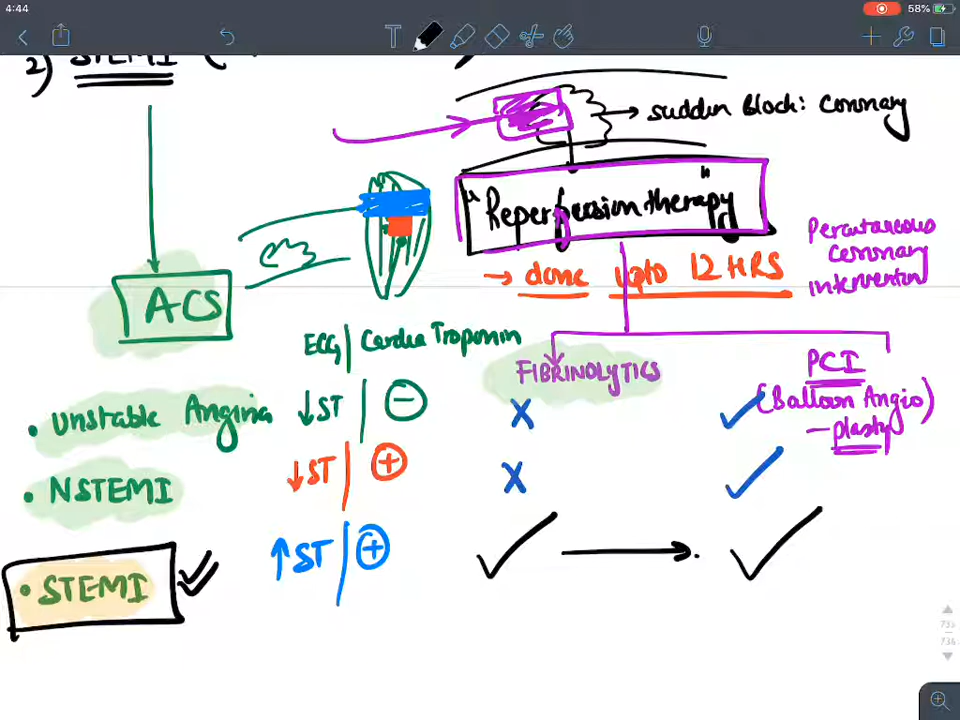 4:44
58%
T
2) STEMI (
→ sudden block: Coronary
"Reperfusion therapy"
→ done upto 12 HRS
Percutaneous
Coronary
intervention
ACS
ECG | Cardiac Troponin
FIBRINOLYTICS
PCI
(Balloon Angio)
- plasty
• Unstable Angina ↓ST | ⊖ X ✓
• NSTEMI ↓ST | ⊕ X ✓
• STEMI ✓✓ ↑ST | ⊕ ✓ → ✓
734